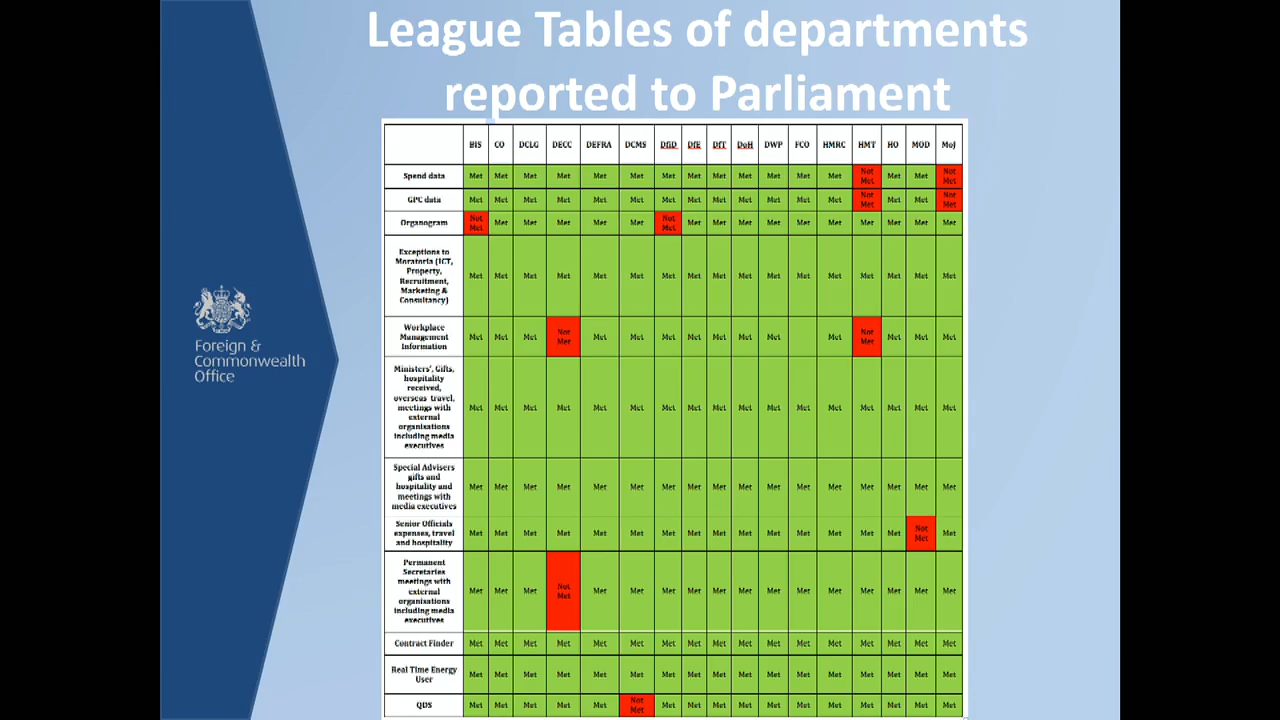 League Tables of departments
reported to Parliament
Foreign &
Commonwealth
Office
BIS CO DCLG DECC DEFRA DCMS DfID DfE DfT DoH DWP FCO HMRC HMT HO MOD MoJ
Spend data Met Met Met Met Met Met Met Met Met Met Met Met Met Not Met Met Met Not Met
GPC data Met Met Met Met Met Met Met Met Met Met Met Met Met Not Met Met Met Not Met
Organogram Not Met Met Met Met Met Met Not Met Met Met Met Met Met Met Met Met Met Met
Exceptions to
Moratoria (ICT,
Property,
Recruitment,
Marketing &
Consultancy)
Met Met Met Met Met Met Met Met Met Met Met Met Met Met Met Met Met
Workplace
Management
Information
Met Met Met Not Met Met Met Met Met Met Met Met Met Not Met Met Met Met
Ministers', Gifts,
hospitality
received,
overseas travel,
meetings with
external
organisations
including media
executives
Met Met Met Met Met Met Met Met Met Met Met Met Met Met Met Met Met
Special Advisers
gifts and
hospitality and
meetings with
media executives
Met Met Met Met Met Met Met Met Met Met Met Met Met Met Met Met Met
Senior Officials
expenses, travel
and hospitality
Met Met Met Met Met Met Met Met Met Met Met Met Met Met Met Not Met Met
Permanent
Secretaries
meetings with
external
organisations
including media
executives
Met Met Met Not Met Met Met Met Met Met Met Met Met Met Met Met Met Met
Contract Finder Met Met Met Met Met Met Met Met Met Met Met Met Met Met Met Met Met
Real Time Energy
User
Met Met Met Met Met Met Met Met Met Met Met Met Met Met Met Met Met
QDS Met Met Met Met Met Not Met Met Met Met Met Met Met Met Met Met Met Met